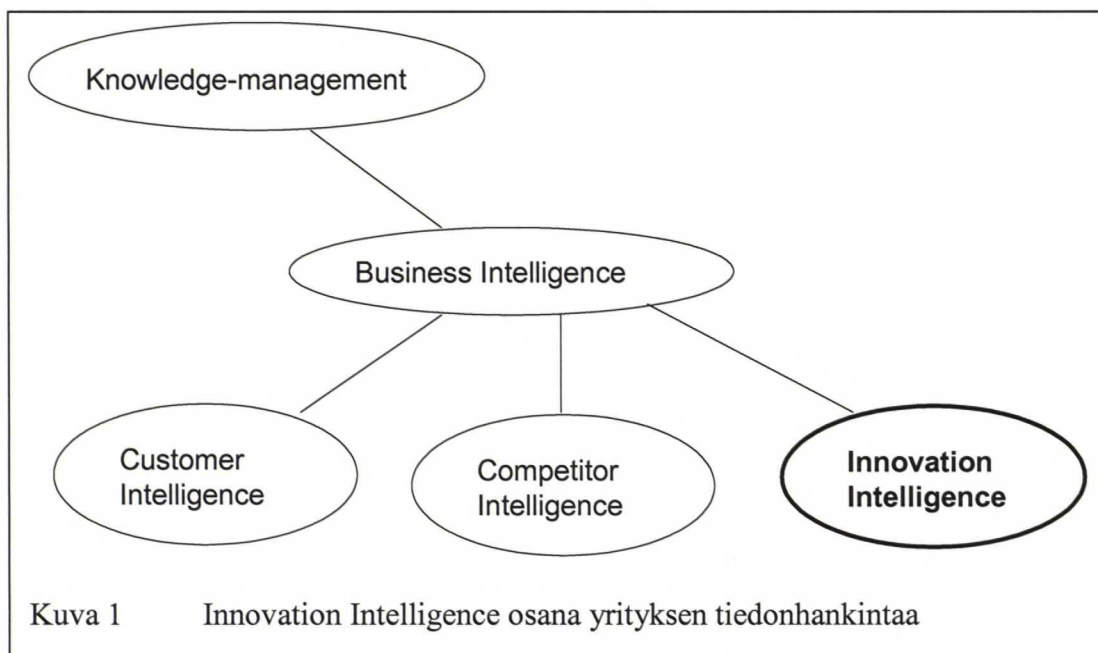 Knowledge-management
Business Intelligence
Customer
Intelligence
Competitor
Intelligence
Innovation
Intelligence
Kuva 1 Innovation Intelligence osana yrityksen tiedonhankintaa